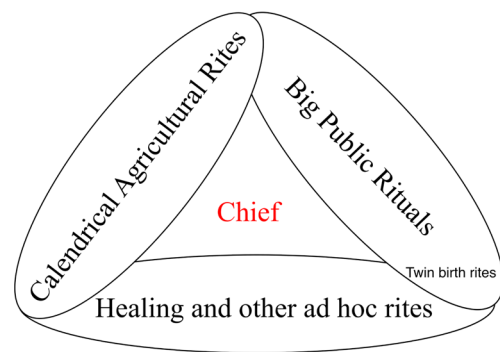 Calendrical Agricultural Rites
Big Public Rituals
Chief
Twin birth rites
Healing and other ad hoc rites